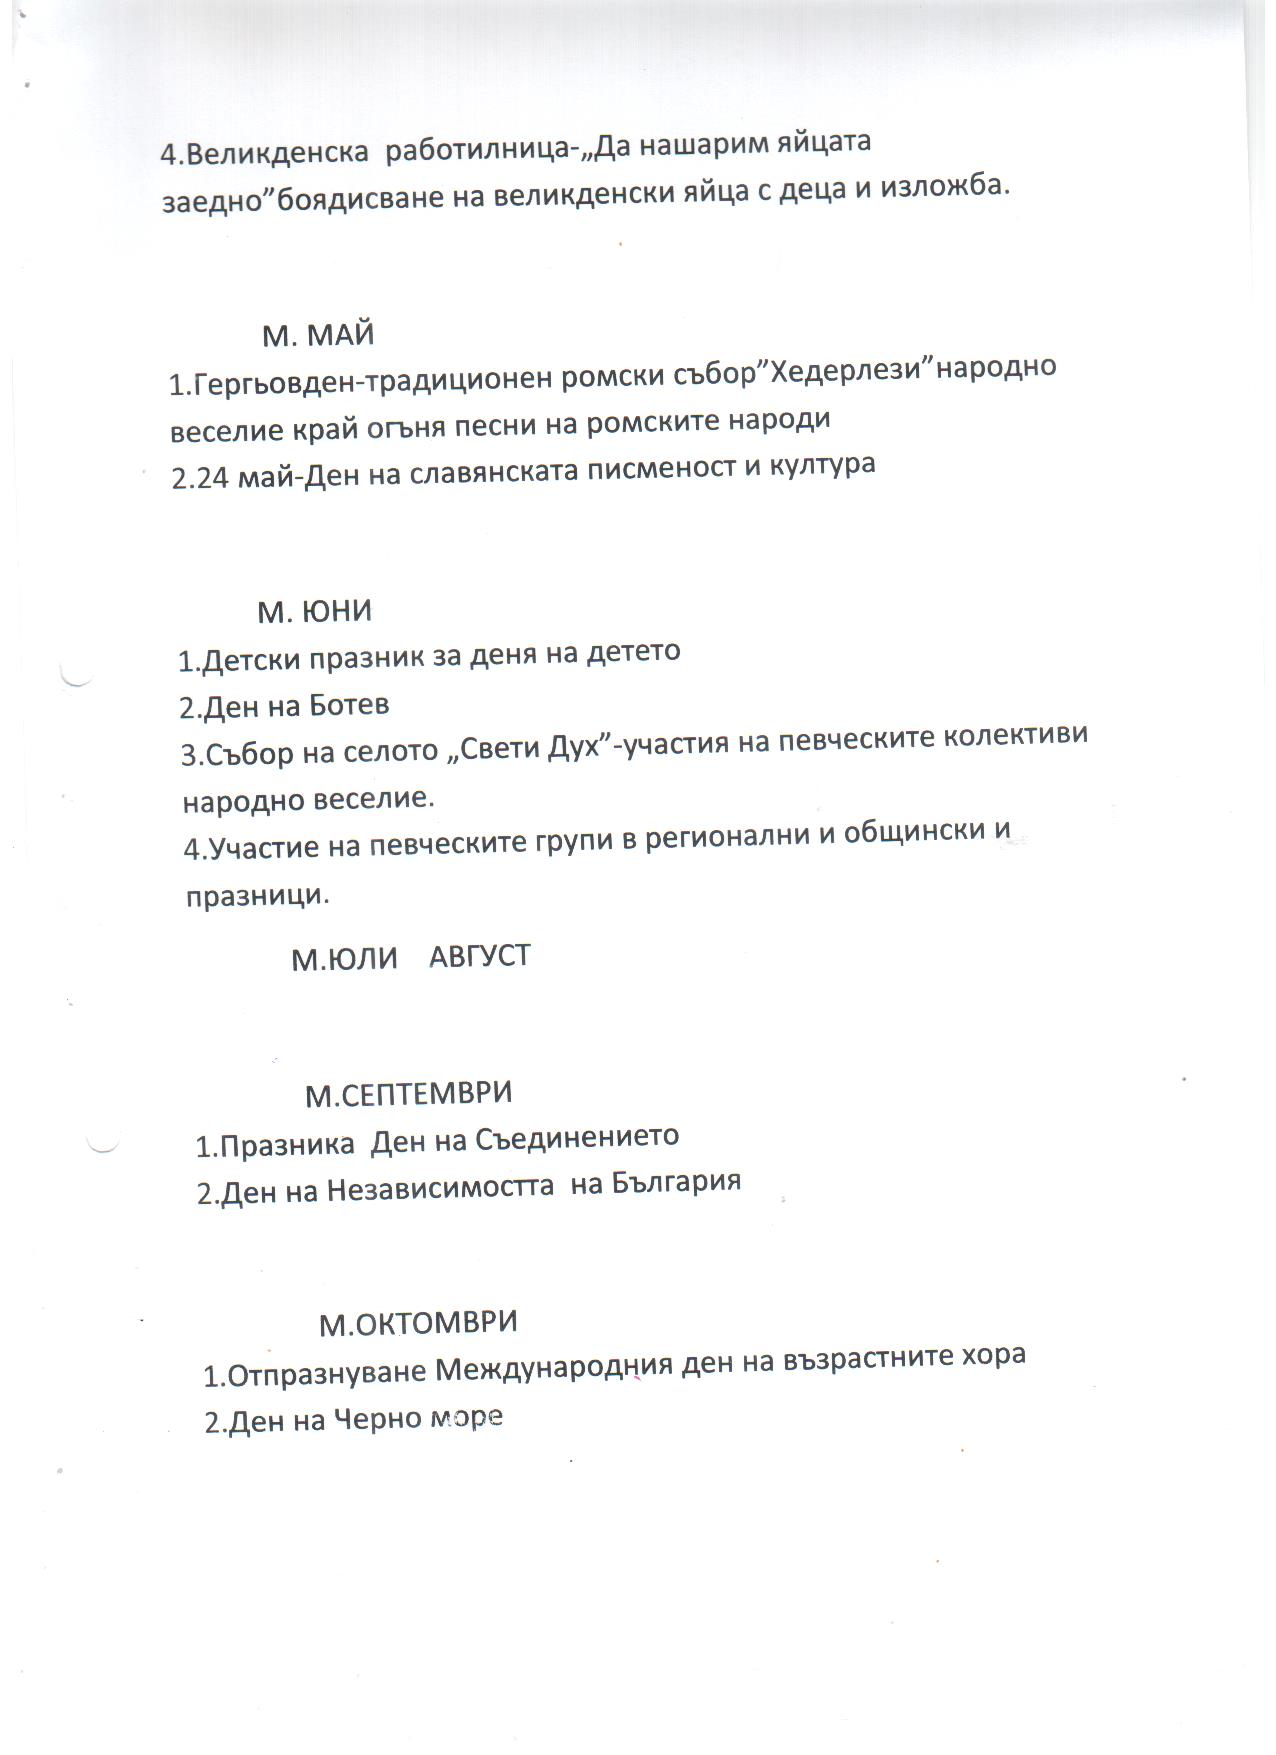 4.Великденска  работилница-„Да нашарим яйцата
заедно”боядисване на великденски яйца с деца и изложба.
М. МАЙ
1.Гергьовден-традиционен ромски събор”Хедерлези”народно
веселие край огъня песни на ромските народи
2.24 май-Ден на славянската писменост и култура
М. ЮНИ
1.Детски празник за деня на детето
2.Ден на Ботев
3.Събор на селото „Свети Дух”-участия на певческите колективи
народно веселие.
4.Участие на певческите групи в регионални и общински и
празници.
М.ЮЛИ    АВГУСТ
М.СЕПТЕМВРИ
1.Празника  Ден на Съединението
2.Ден на Независимостта  на България
М.ОКТОМВРИ
1.Отпразнуване Международния ден на възрастните хора
2.Ден на Черно море